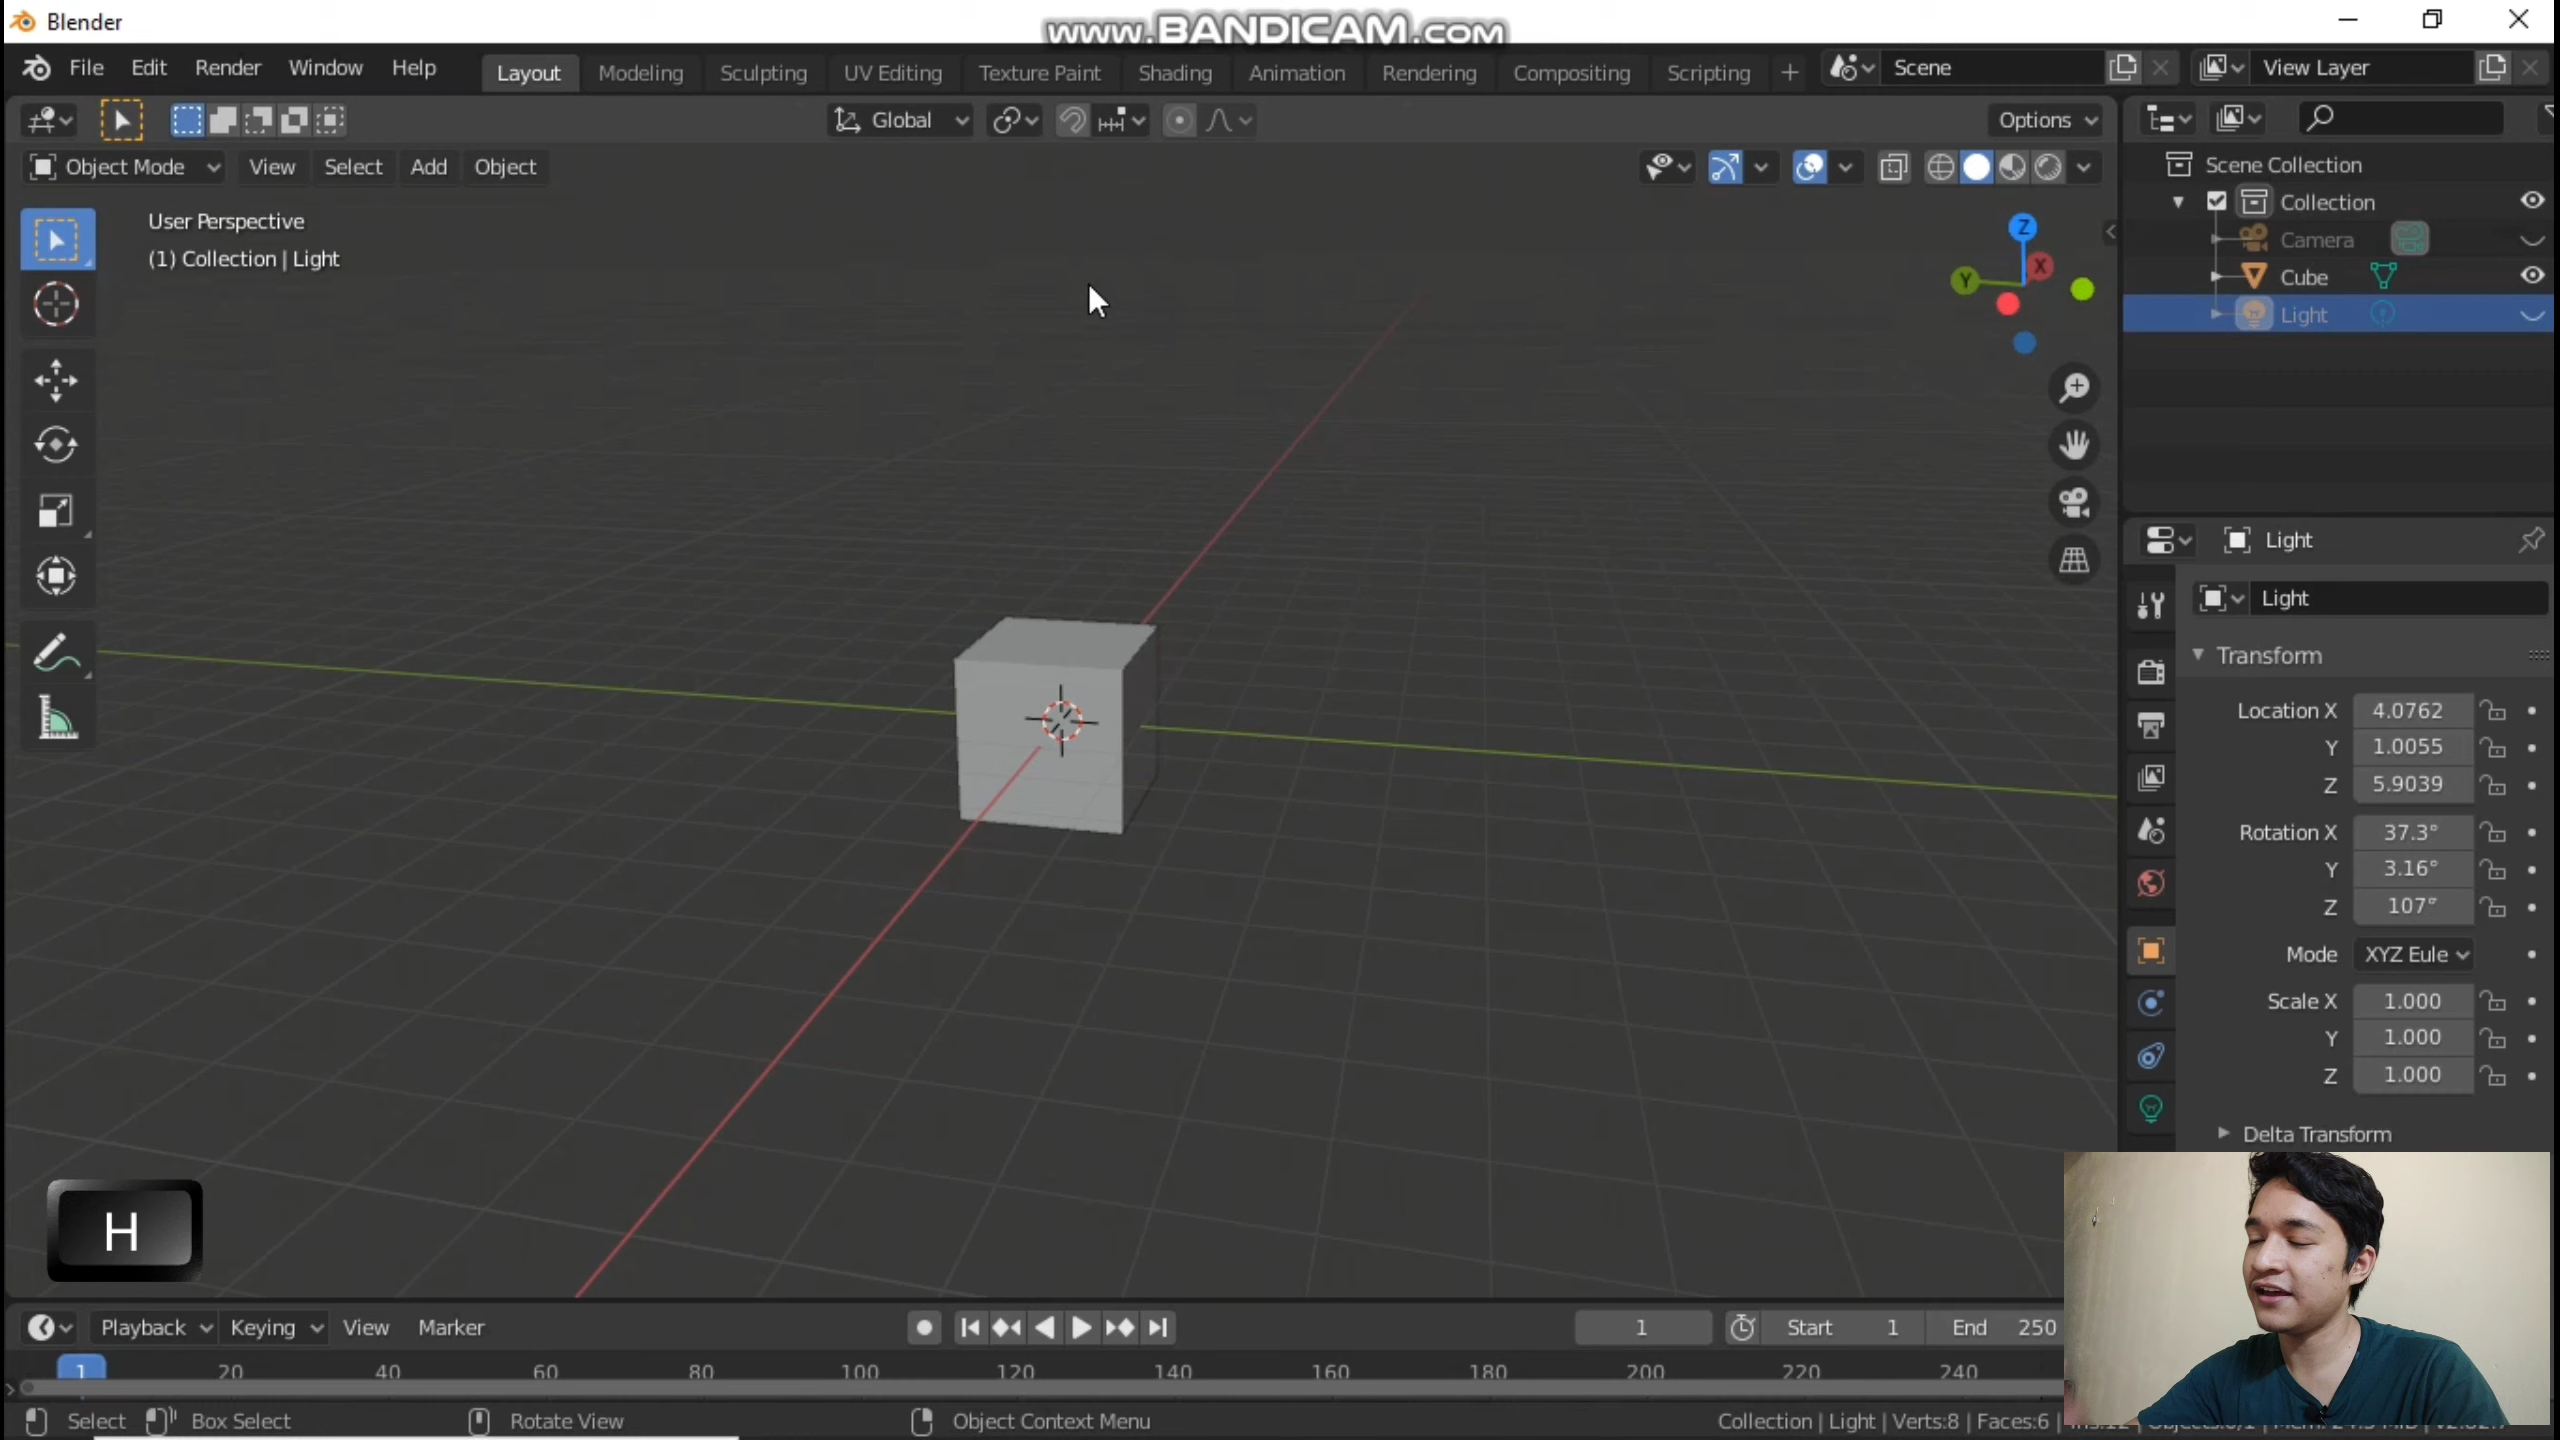 Blender
www.BANDICAM.com
File Edit Render Window Help Layout Modeling Sculpting UV Editing Texture Paint Shading Animation Rendering Compositing Scripting + Scene View Layer
Global Options
Object Mode View Select Add Object
User Perspective
(1) Collection | Light
Z
X
Y
Scene Collection
Collection
Camera
Cube
Light
Light
Light
Transform
Location X 4.0762
Y 1.0055
Z 5.9039
Rotation X 37.3°
Y 3.16°
Z 107°
Mode XYZ Eule
Scale X 1.000
Y 1.000
Z 1.000
Delta Transform
H
Playback Keying View Marker 1 Start 1 End 250
1 20 40 60 80 100 120 140 160 180 200 220 240
Select Box Select Rotate View Object Context Menu Collection | Light | Verts:8 | Faces:6 |